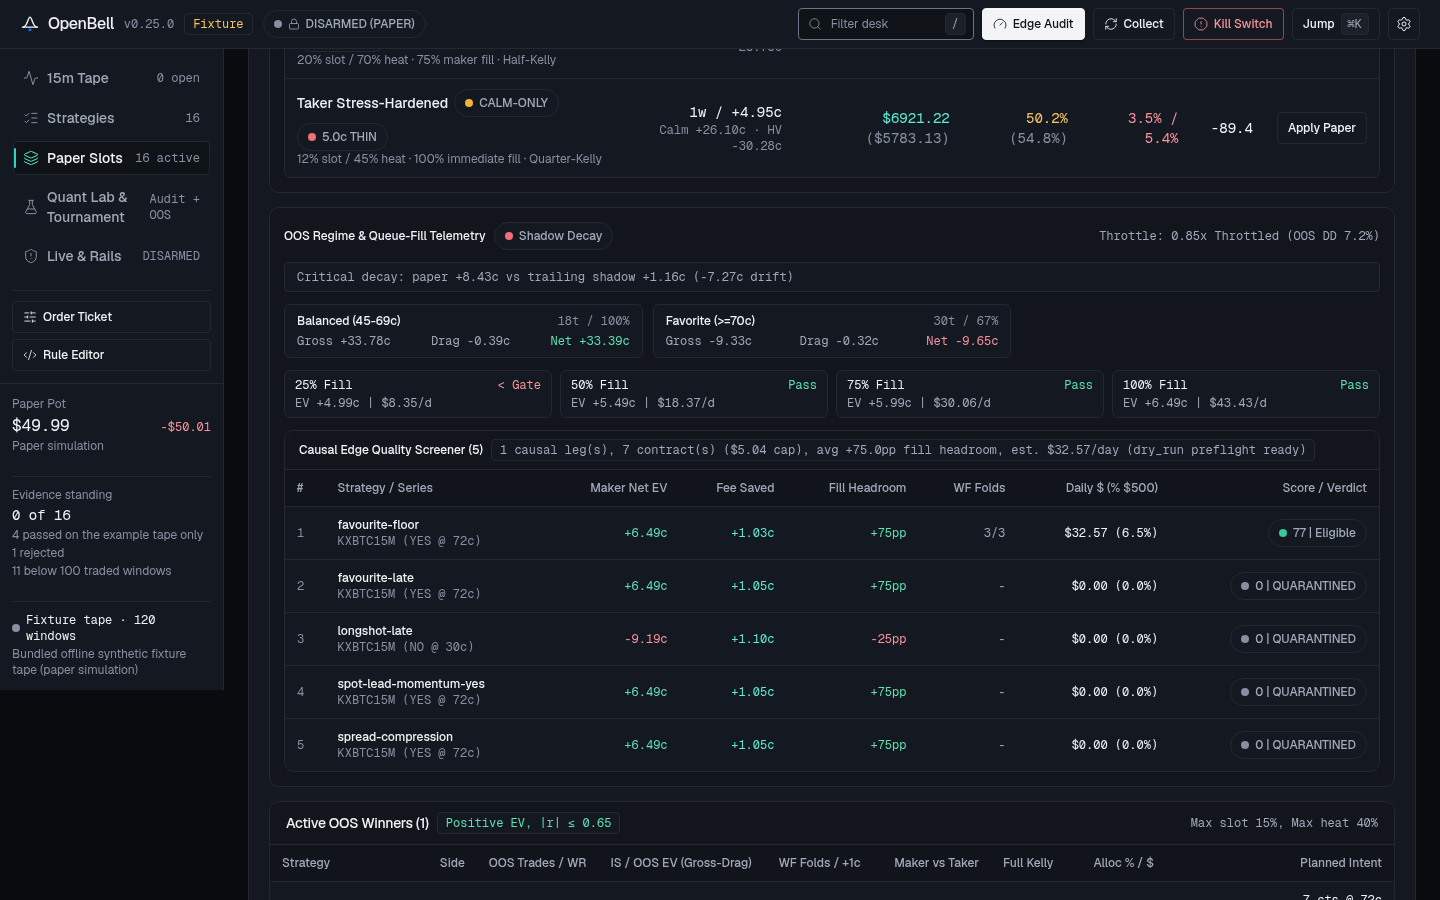 OpenBell v0.25.0 Fixture DISARMED (PAPER) Filter desk / Edge Audit Collect Kill Switch Jump ⌘K
15m Tape 0 open
Strategies 16
Paper Slots 16 active
Quant Lab & Tournament Audit + OOS
Live & Rails DISARMED
Order Ticket
Rule Editor
Paper Pot
$49.99 -$50.01
Paper simulation
Evidence standing
0 of 16
4 passed on the example tape only
1 rejected
11 below 100 traded windows
Fixture tape · 120 windows
Bundled offline synthetic fixture
tape (paper simulation)
20% slot / 70% heat · 75% maker fill · Half-Kelly
Taker Stress-Hardened CALM-ONLY
5.0c THIN
12% slot / 45% heat · 100% immediate fill · Quarter-Kelly
1w / +4.95c
Calm +26.10c · HV
-30.28c
$6921.22
($5783.13)
50.2%
(54.8%)
3.5% /
5.4%
-89.4
Apply Paper
OOS Regime & Queue-Fill Telemetry Shadow Decay Throttle: 0.85x Throttled (OOS DD 7.2%)
Critical decay: paper +8.43c vs trailing shadow +1.16c (-7.27c drift)
Balanced (45-69c) 18t / 100%
Gross +33.78c Drag -0.39c Net +33.39c
Favorite (>=70c) 30t / 67%
Gross -9.33c Drag -0.32c Net -9.65c
25% Fill < Gate
EV +4.99c | $8.35/d
50% Fill Pass
EV +5.49c | $18.37/d
75% Fill Pass
EV +5.99c | $30.06/d
100% Fill Pass
EV +6.49c | $43.43/d
Causal Edge Quality Screener (5) 1 causal leg(s), 7 contract(s) ($5.04 cap), avg +75.0pp fill headroom, est. $32.57/day (dry_run preflight ready)
# Strategy / Series Maker Net EV Fee Saved Fill Headroom WF Folds Daily $ (% $500) Score / Verdict
1 favourite-floor +6.49c +1.03c +75pp 3/3 $32.57 (6.5%) 77 | Eligible
KXBTC15M (YES @ 72c)
2 favourite-late +6.49c +1.05c +75pp - $0.00 (0.0%) 0 | QUARANTINED
KXBTC15M (YES @ 72c)
3 longshot-late -9.19c +1.10c -25pp - $0.00 (0.0%) 0 | QUARANTINED
KXBTC15M (NO @ 30c)
4 spot-lead-momentum-yes +6.49c +1.05c +75pp - $0.00 (0.0%) 0 | QUARANTINED
KXBTC15M (YES @ 72c)
5 spread-compression +6.49c +1.05c +75pp - $0.00 (0.0%) 0 | QUARANTINED
KXBTC15M (YES @ 72c)
Active OOS Winners (1) Positive EV, |r| ≤ 0.65 Max slot 15%, Max heat 40%
Strategy Side OOS Trades / WR IS / OOS EV (Gross-Drag) WF Folds / +1c Maker vs Taker Full Kelly Alloc % / $ Planned Intent
7 cts @ 72c